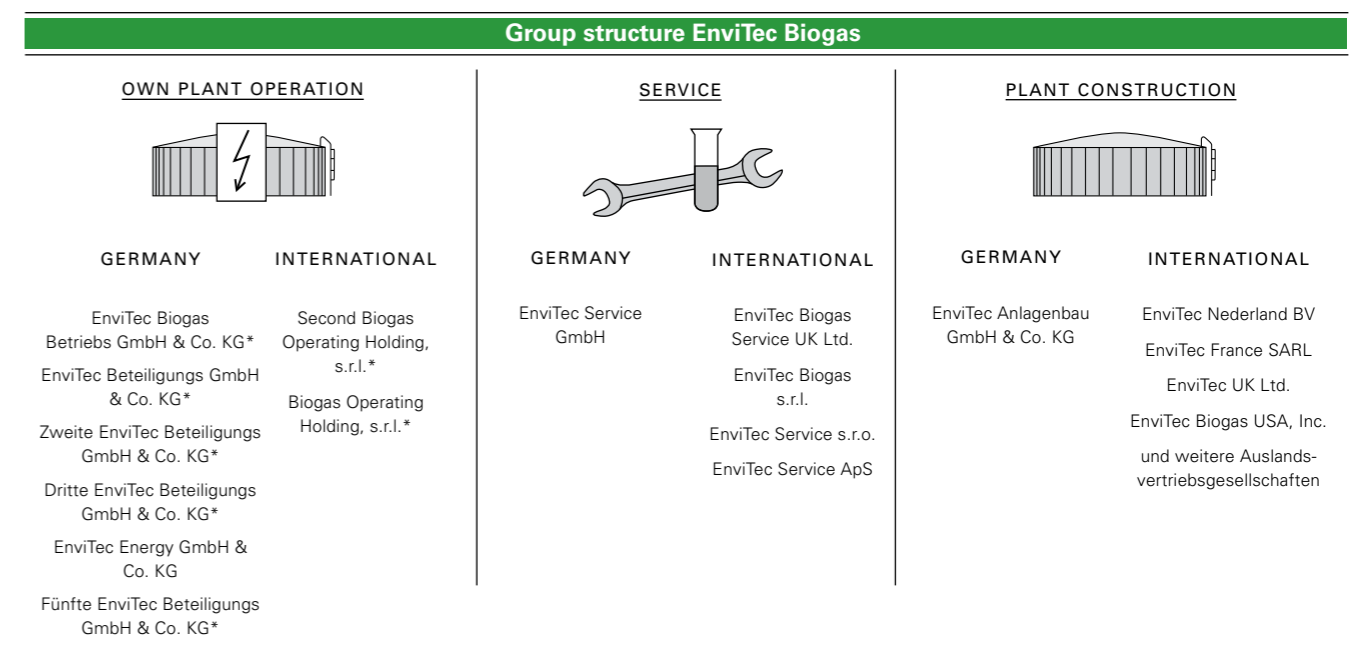 Group structure EnviTec Biogas
OWN PLANT OPERATION
GERMANY
EnviTec Biogas
Betriebs GmbH & Co. KG*
EnviTec Beteiligungs GmbH
& Co. KG*
Zweite EnviTec Beteiligungs
GmbH & Co. KG*
Dritte EnviTec Beteiligungs
GmbH & Co. KG*
EnviTec Energy GmbH &
Co. KG
Fünfte EnviTec Beteiligungs
GmbH & Co. KG*
INTERNATIONAL
Second Biogas
Operating Holding,
s.r.l.*
Biogas Operating
Holding, s.r.l.*
SERVICE
GERMANY
EnviTec Service
GmbH
INTERNATIONAL
EnviTec Biogas
Service UK Ltd.
EnviTec Biogas
s.r.l.
EnviTec Service s.r.o.
EnviTec Service ApS
PLANT CONSTRUCTION
GERMANY
EnviTec Anlagenbau
GmbH & Co. KG
INTERNATIONAL
EnviTec Nederland BV
EnviTec France SARL
EnviTec UK Ltd.
EnviTec Biogas USA, Inc.
und weitere Auslands-
vertriebsgesellschaften